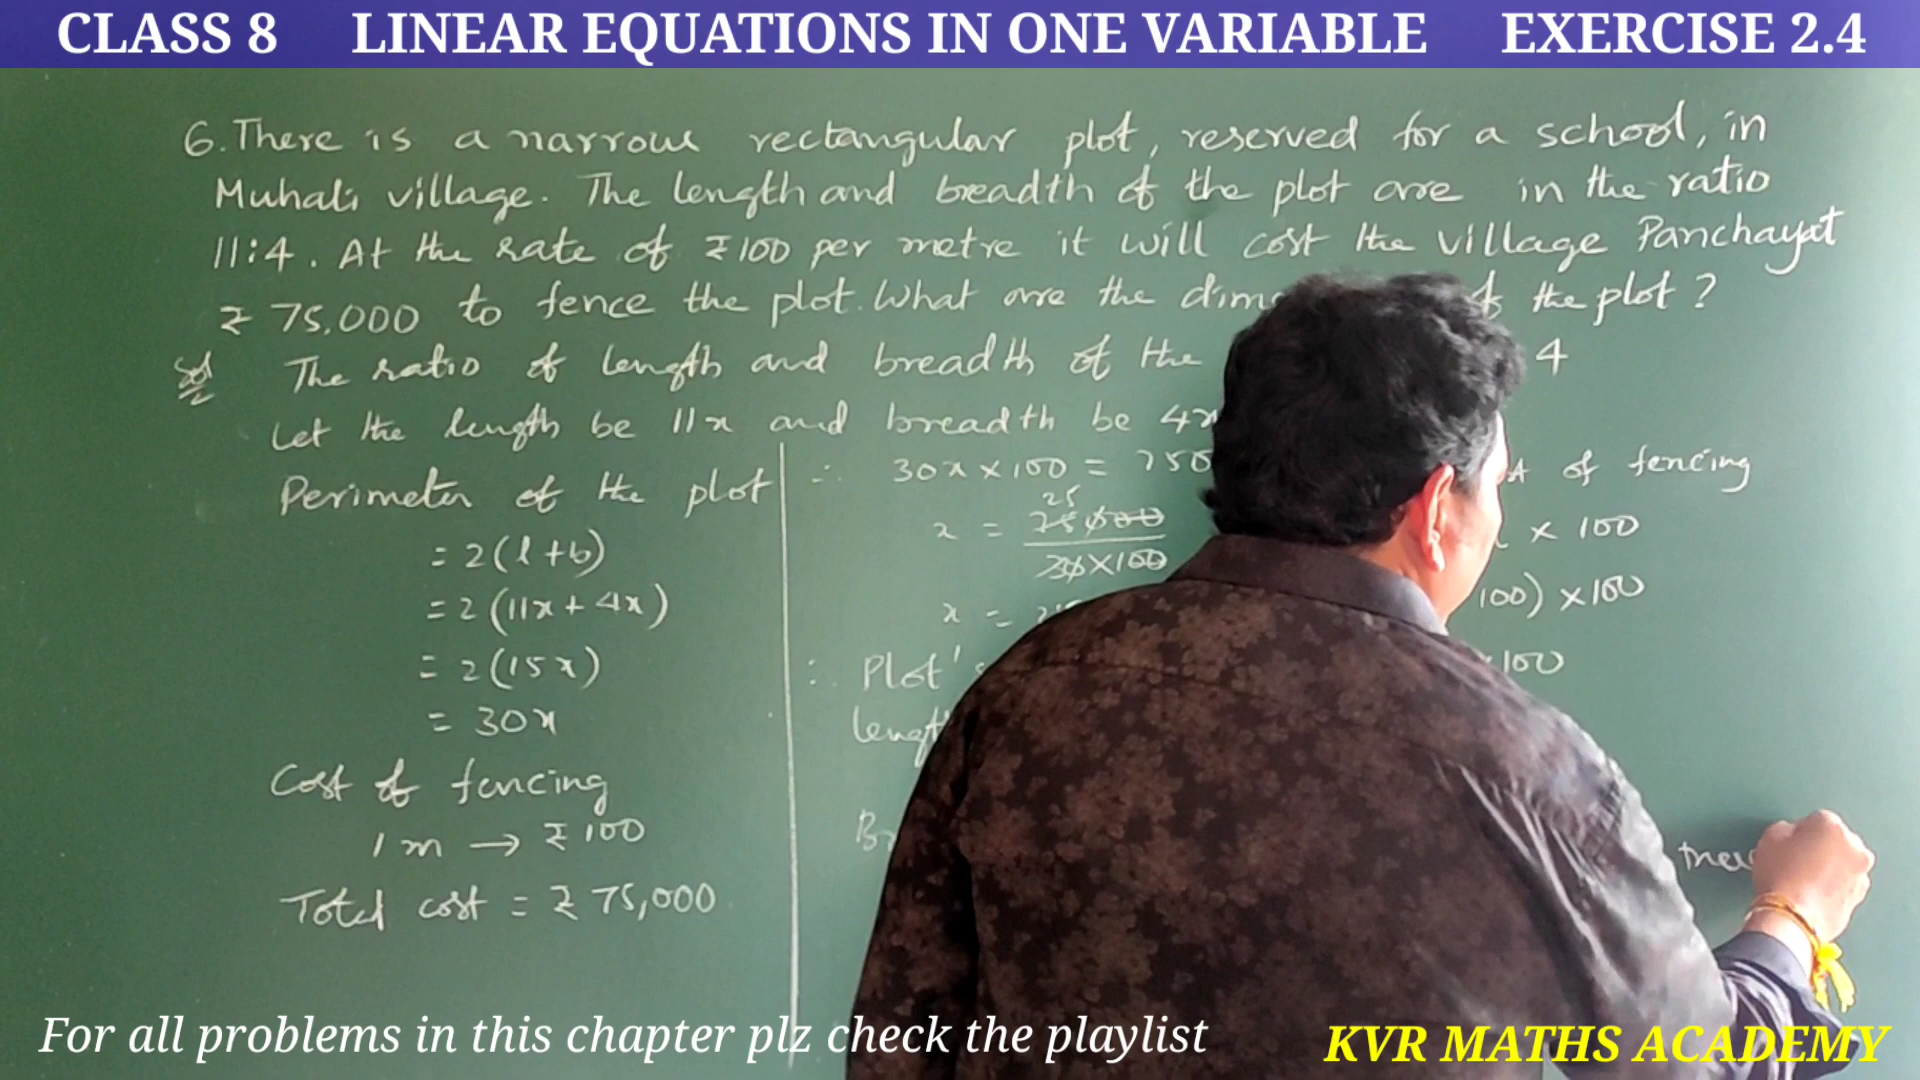 CLASS 8 LINEAR EQUATIONS IN ONE VARIABLE EXERCISE 2.4
6. There is a narrow rectangular plot, reserved for a school, in
Muhali village. The length and breadth of the plot are in the ratio
11:4. At the rate of ₹100 per metre it will cost the village Panchayat
₹ 75,000 to fence the plot. What are the the plot?
Sol The ratio of length and breadth of the 4
Let the length be 11x and breadth be 4x
Perimeter of the plot
= 2(l+b)
= 2(11x+4x)
= 2(15x)
= 30x
Cost of fencing
1 m → ₹100
Total cost = ₹ 75,000
∴ 30x × 100 = 750
25
x = 75000
30×100
x =
∴ Plot's
of fencing
× 100
100) × 100
100
For all problems in this chapter plz check the playlist
KVR MATHS ACADEMY